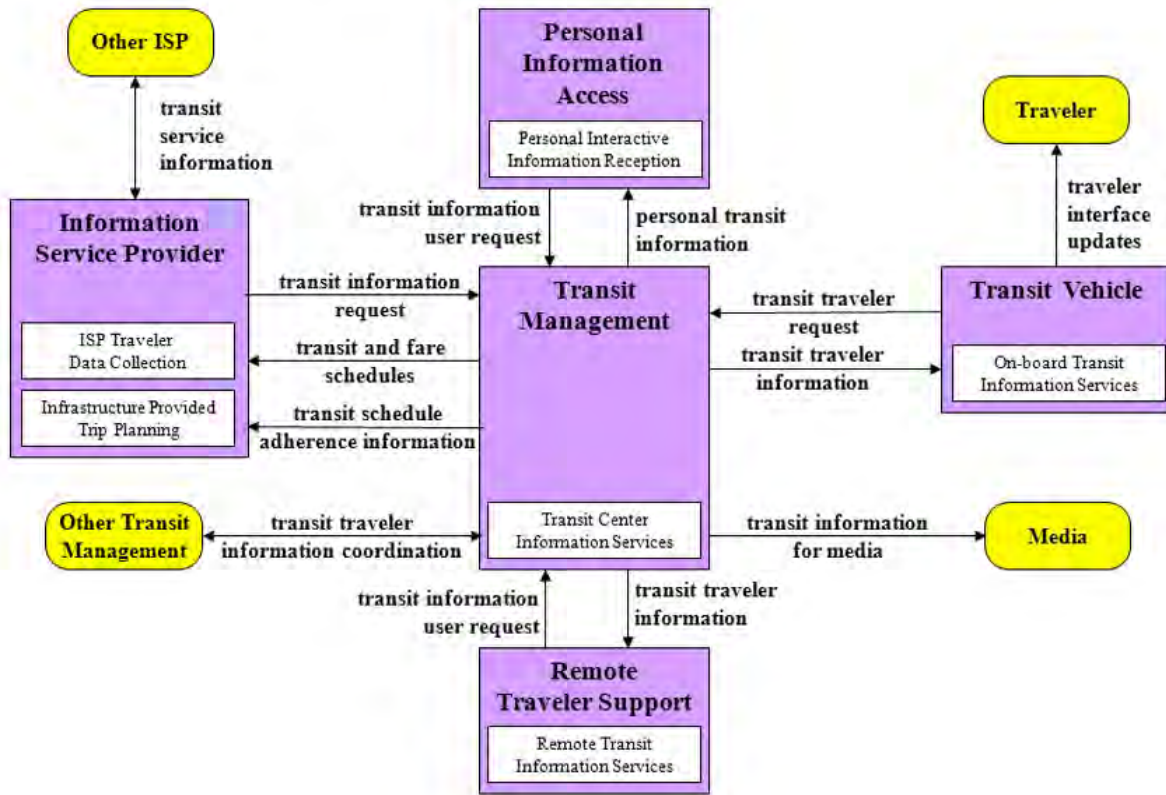 Other ISP
transit
service
information
Personal
Information
Access
Personal Interactive
Information Reception
Traveler
traveler
interface
updates
Information
Service Provider
ISP Traveler
Data Collection
Infrastructure Provided
Trip Planning
transit information
user request
personal transit
information
transit information
request
transit and fare
schedules
transit schedule
adherence information
Transit
Management
Transit Center
Information Services
transit traveler
request
transit traveler
information
Transit Vehicle
On-board Transit
Information Services
Other Transit
Management
transit traveler
information coordination
transit information
for media
Media
transit information
user request
transit traveler
information
Remote
Traveler Support
Remote Transit
Information Services